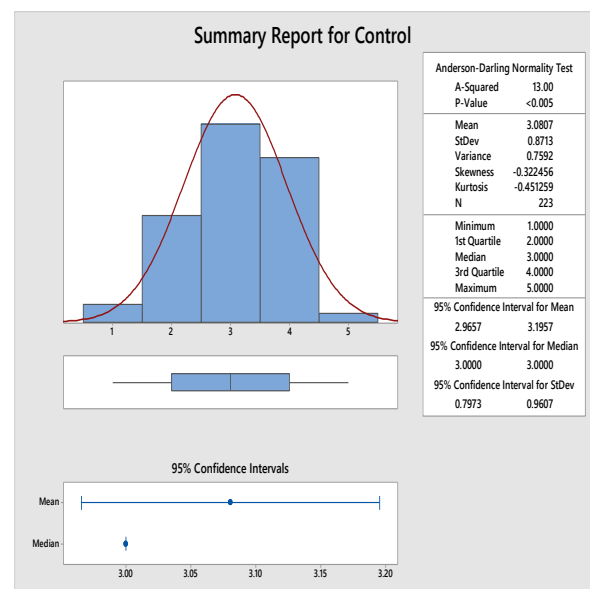 Summary Report for Control
Anderson-Darling Normality Test
A-Squared 13.00
P-Value <0.005
Mean 3.0807
StDev 0.8713
Variance 0.7592
Skewness -0.322456
Kurtosis -0.451259
N 223
Minimum 1.0000
1st Quartile 2.0000
Median 3.0000
3rd Quartile 4.0000
Maximum 5.0000
95% Confidence Interval for Mean
2.9657 3.1957
95% Confidence Interval for Median
3.0000 3.0000
95% Confidence Interval for StDev
0.7973 0.9607
1 2 3 4 5
95% Confidence Intervals
Mean
Median
3.00 3.05 3.10 3.15 3.20